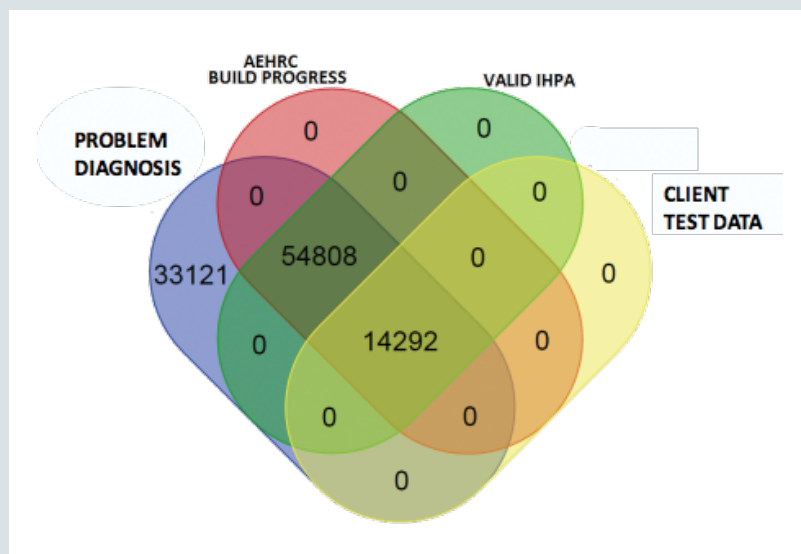 AEHRC
BUILD PROGRESS
VALID IHPA
PROBLEM
DIAGNOSIS
CLIENT
TEST DATA
0
0
0
0
0
33121
54808
0
0
0
14292
0
0
0
0